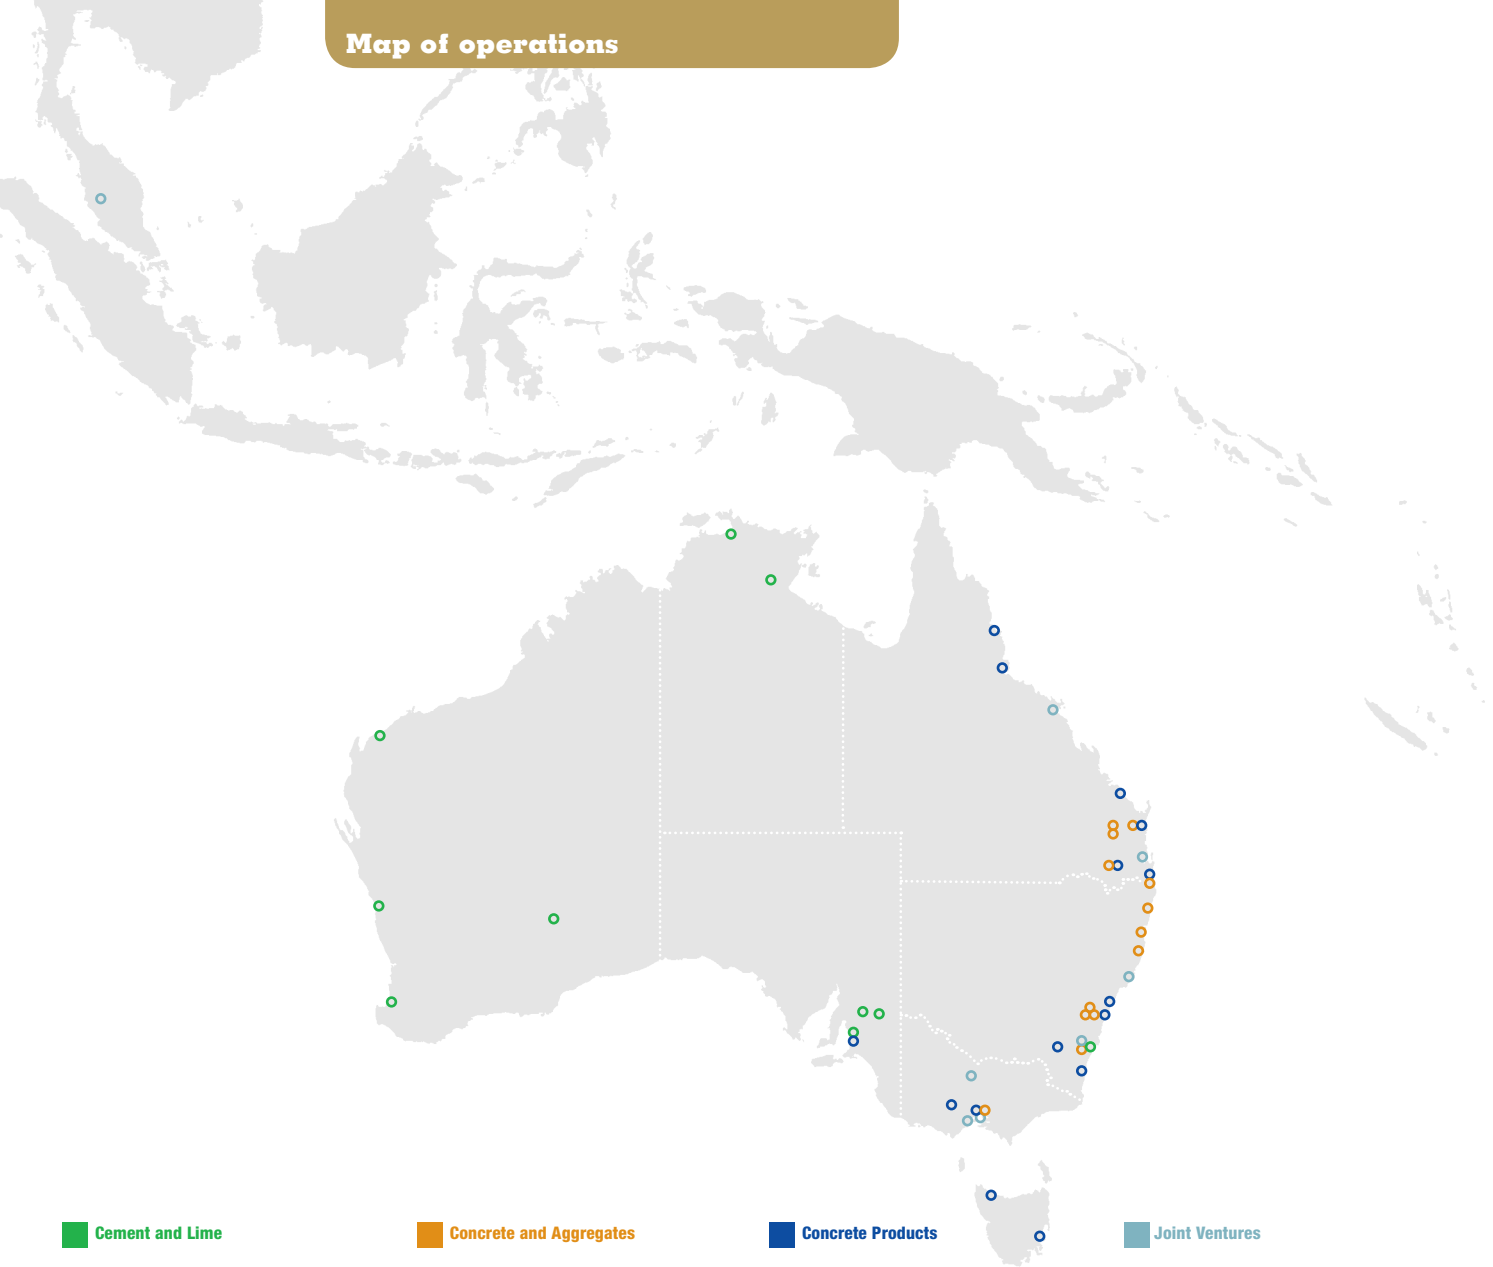 Map of operations
Cement and Lime
Concrete and Aggregates
Concrete Products
Joint Ventures